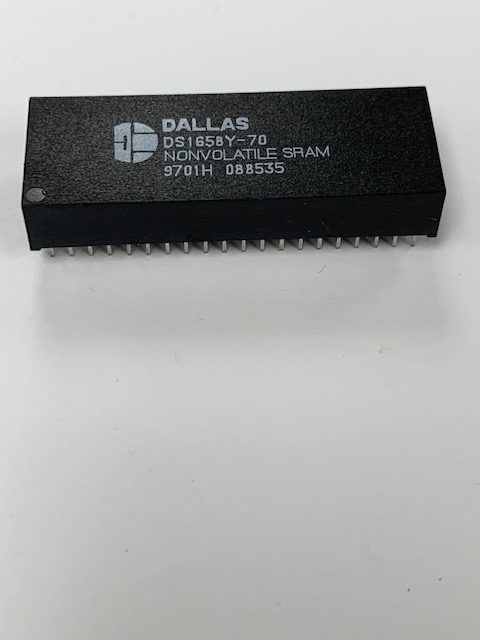 DALLAS
DS1658Y-70
NONVOLATILE SRAM
9701H 088535